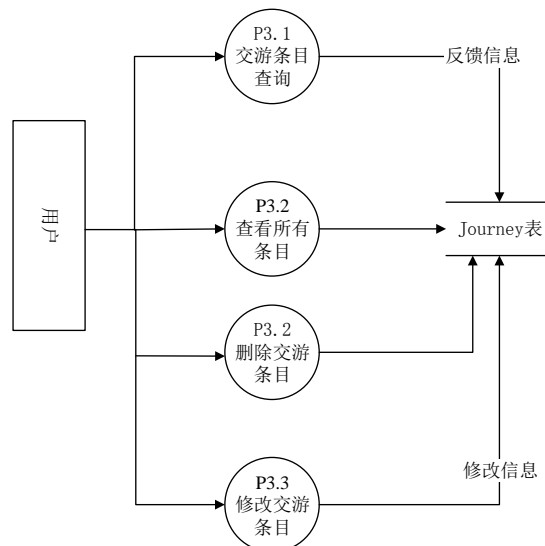 P3.1
交游条目
查询
反馈信息
用户
P3.2
查看所有
条目
Journey表
P3.2
删除交游
条目
修改信息
P3.3
修改交游
条目